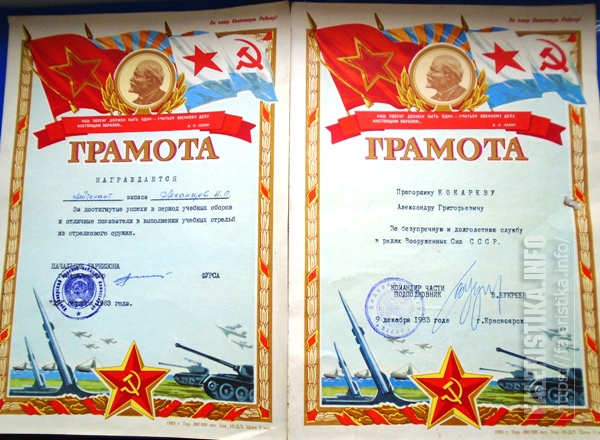 За нашу Советскую Родину!
НАШ ЛОЗУНГ ДОЛЖЕН БЫТЬ ОДИН — УЧИТЬСЯ ВОЕННОМУ ДЕЛУ
НАСТОЯЩИМ ОБРАЗОМ...
В. И. ЛЕНИН
ГРАМОТА
НАГРАЖДАЕТСЯ
лейтенант запаса
За достигнутые успехи в период учебных сборов
и отличные показатели в выполнении учебных стрельб
из стрелкового оружия.
НАЧАЛЬНИК ГАРНИЗОНА
ФУРСА
1983 года.
За нашу Советскую Родину!
НАШ ЛОЗУНГ ДОЛЖЕН БЫТЬ ОДИН — УЧИТЬСЯ ВОЕННОМУ ДЕЛУ
НАСТОЯЩИМ ОБРАЗОМ...
В. И. ЛЕНИН
ГРАМОТА
Прапорщику КОКАРЕВУ
Александру Григорьевичу
За безупречную и долголетнюю службу
в рядах Вооруженных Сил СССР.
КОМАНДИР ЧАСТИ
ПОДПОЛКОВНИК В.БУКРЕЕВ
9 декабря 1983 года г.Красноярск
FALERISTIKA.INFO
https://faleristika.info/